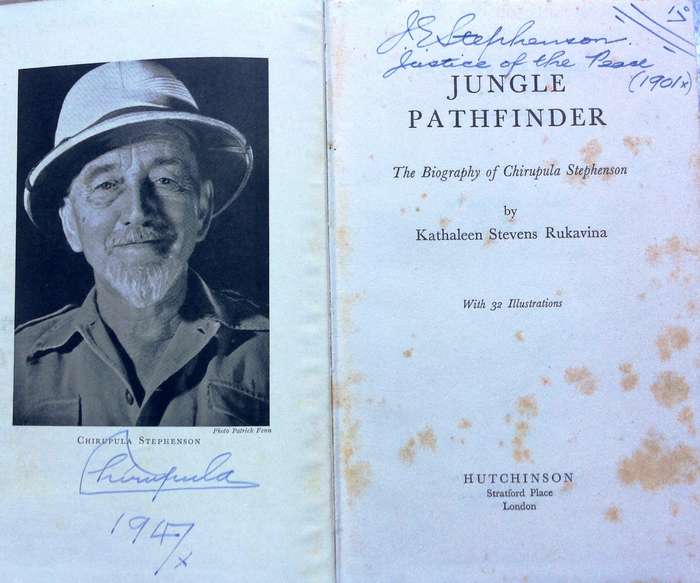 Photo Patrick Fenn
CHIRUPULA STEPHENSON
Chirupula
1947
x
J.E. Stephenson.
Justice of the Peace
(1901x)
JUNGLE
PATHFINDER
The Biography of Chirupula Stephenson
by
Kathaleen Stevens Rukavina
With 32 Illustrations
HUTCHINSON
Stratford Place
London